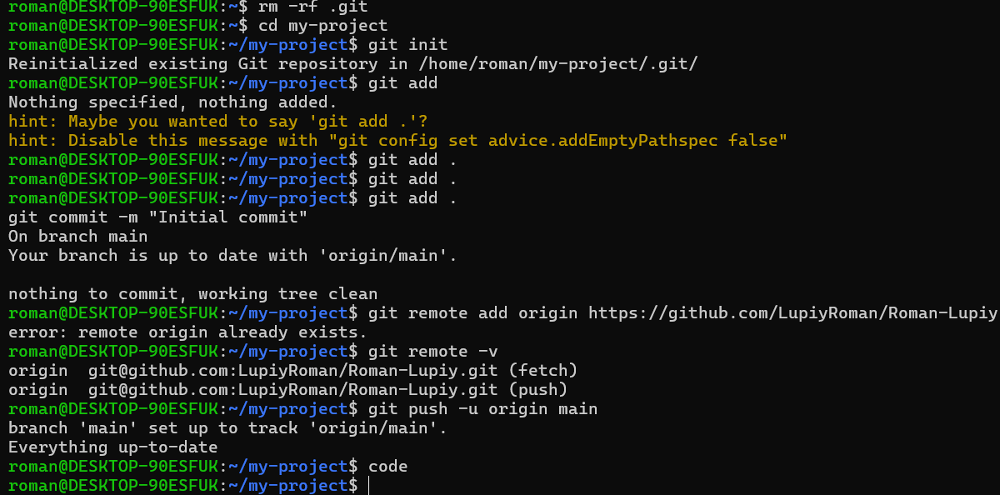 roman@DESKTOP-90ESFUK:~$ rm -rf .git
roman@DESKTOP-90ESFUK:~$ cd my-project
roman@DESKTOP-90ESFUK:~/my-project$ git init
Reinitialized existing Git repository in /home/roman/my-project/.git/
roman@DESKTOP-90ESFUK:~/my-project$ git add
Nothing specified, nothing added.
hint: Maybe you wanted to say 'git add .'?
hint: Disable this message with "git config set advice.addEmptyPathspec false"
roman@DESKTOP-90ESFUK:~/my-project$ git add .
roman@DESKTOP-90ESFUK:~/my-project$ git add .
roman@DESKTOP-90ESFUK:~/my-project$ git add .
git commit -m "Initial commit"
On branch main
Your branch is up to date with 'origin/main'.

nothing to commit, working tree clean
roman@DESKTOP-90ESFUK:~/my-project$ git remote add origin https://github.com/LupiyRoman/Roman-Lupiy
error: remote origin already exists.
roman@DESKTOP-90ESFUK:~/my-project$ git remote -v
origin  git@github.com:LupiyRoman/Roman-Lupiy.git (fetch)
origin  git@github.com:LupiyRoman/Roman-Lupiy.git (push)
roman@DESKTOP-90ESFUK:~/my-project$ git push -u origin main
branch 'main' set up to track 'origin/main'.
Everything up-to-date
roman@DESKTOP-90ESFUK:~/my-project$ code
roman@DESKTOP-90ESFUK:~/my-project$